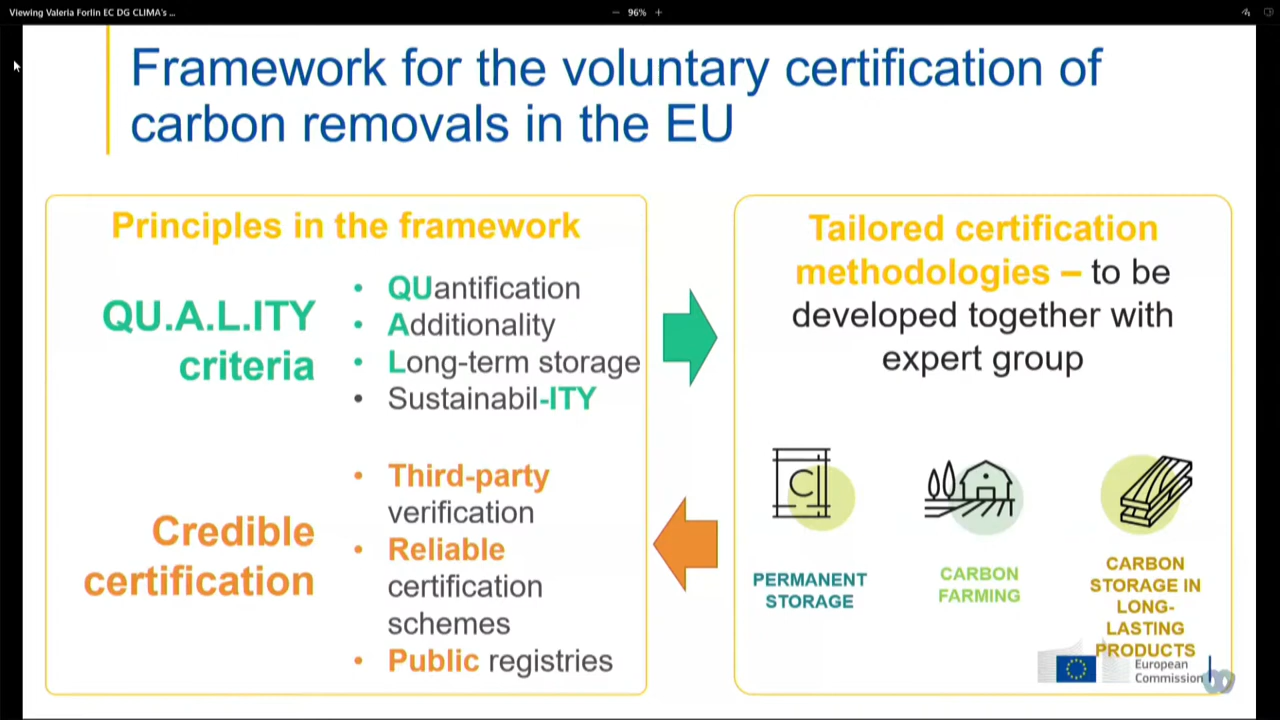 Viewing Valeria Forlin EC DG CLIMA's ...
96%
Framework for the voluntary certification of
carbon removals in the EU
Principles in the framework
QU.A.L.ITY
criteria
• QUantification
• Additionality
• Long-term storage
• Sustainabil-ITY
Credible
certification
• Third-party
verification
• Reliable
certification
schemes
• Public registries
Tailored certification
methodologies – to be
developed together with
expert group
C
PERMANENT
STORAGE
CARBON
FARMING
CARBON
STORAGE IN
LONG-
LASTING
PRODUCTS
European
Commission